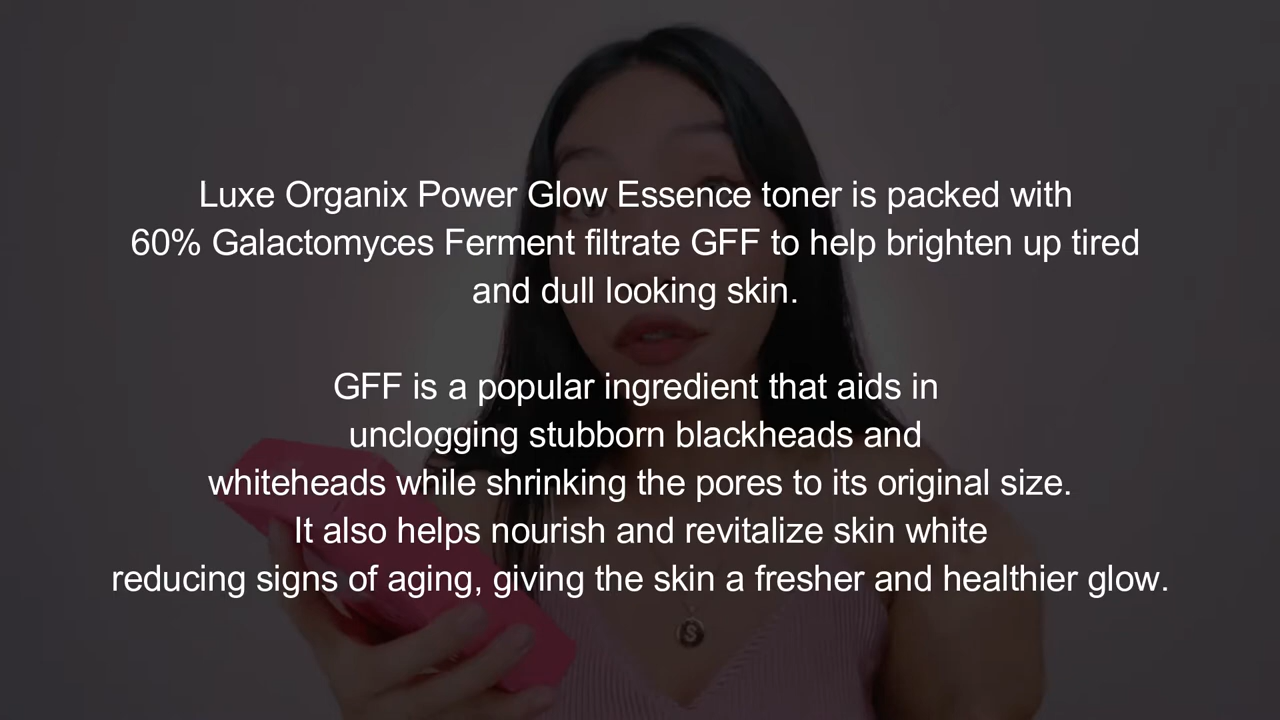 Luxe Organix Power Glow Essence toner is packed with
60% Galactomyces Ferment filtrate GFF to help brighten up tired
and dull looking skin.
GFF is a popular ingredient that aids in
unclogging stubborn blackheads and
whiteheads while shrinking the pores to its original size.
It also helps nourish and revitalize skin white
reducing signs of aging, giving the skin a fresher and healthier glow.
S